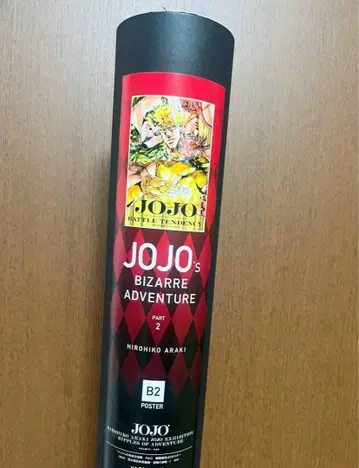 JOJO
BATTLE TENDENCY
JOJO's
BIZARRE
ADVENTURE
PART
2
HIROHIKO ARAKI
B2
POSTER
JOJO
HIROHIKO ARAKI JOJO EXHIBITION
RIPPLES OF ADVENTURE